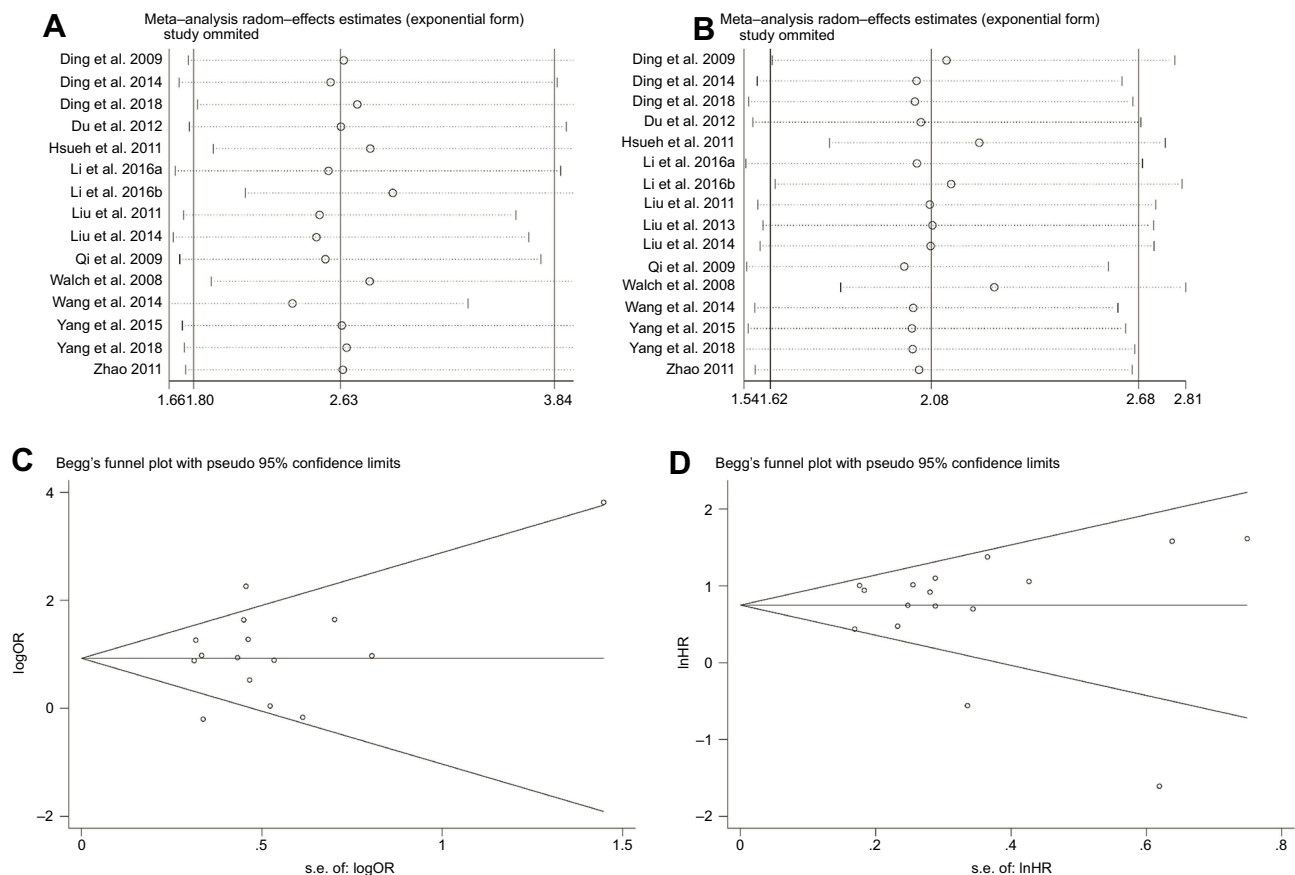 A
Meta–analysis radom–effects estimates (exponential form)
study ommited
Ding et al. 2009
Ding et al. 2014
Ding et al. 2018
Du et al. 2012
Hsueh et al. 2011
Li et al. 2016a
Li et al. 2016b
Liu et al. 2011
Liu et al. 2014
Qi et al. 2009
Walch et al. 2008
Wang et al. 2014
Yang et al. 2015
Yang et al. 2018
Zhao 2011
1.661.80 2.63 3.84
B
Meta–analysis radom–effects estimates (exponential form)
study ommited
Ding et al. 2009
Ding et al. 2014
Ding et al. 2018
Du et al. 2012
Hsueh et al. 2011
Li et al. 2016a
Li et al. 2016b
Liu et al. 2011
Liu et al. 2013
Liu et al. 2014
Qi et al. 2009
Walch et al. 2008
Wang et al. 2014
Yang et al. 2015
Yang et al. 2018
Zhao 2011
1.541.62 2.08 2.68 2.81
C
Begg's funnel plot with pseudo 95% confidence limits
logOR
4
2
0
–2
0 .5 1 1.5
s.e. of: logOR
D
Begg's funnel plot with pseudo 95% confidence limits
lnHR
2
1
0
–1
–2
0 .2 .4 .6 .8
s.e. of: lnHR